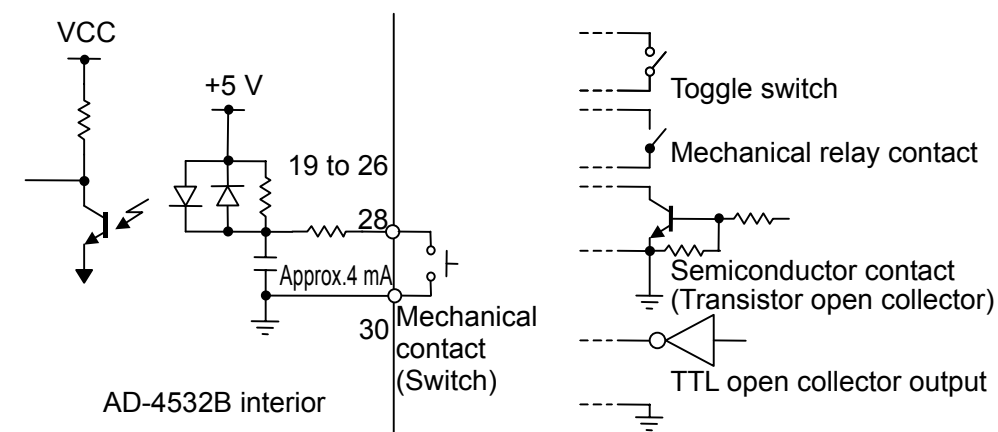 VCC
+5 V
19 to 26
28
Approx.4 mA
30
Mechanical
contact
(Switch)
AD-4532B interior
Toggle switch
Mechanical relay contact
Semiconductor contact
(Transistor open collector)
TTL open collector output